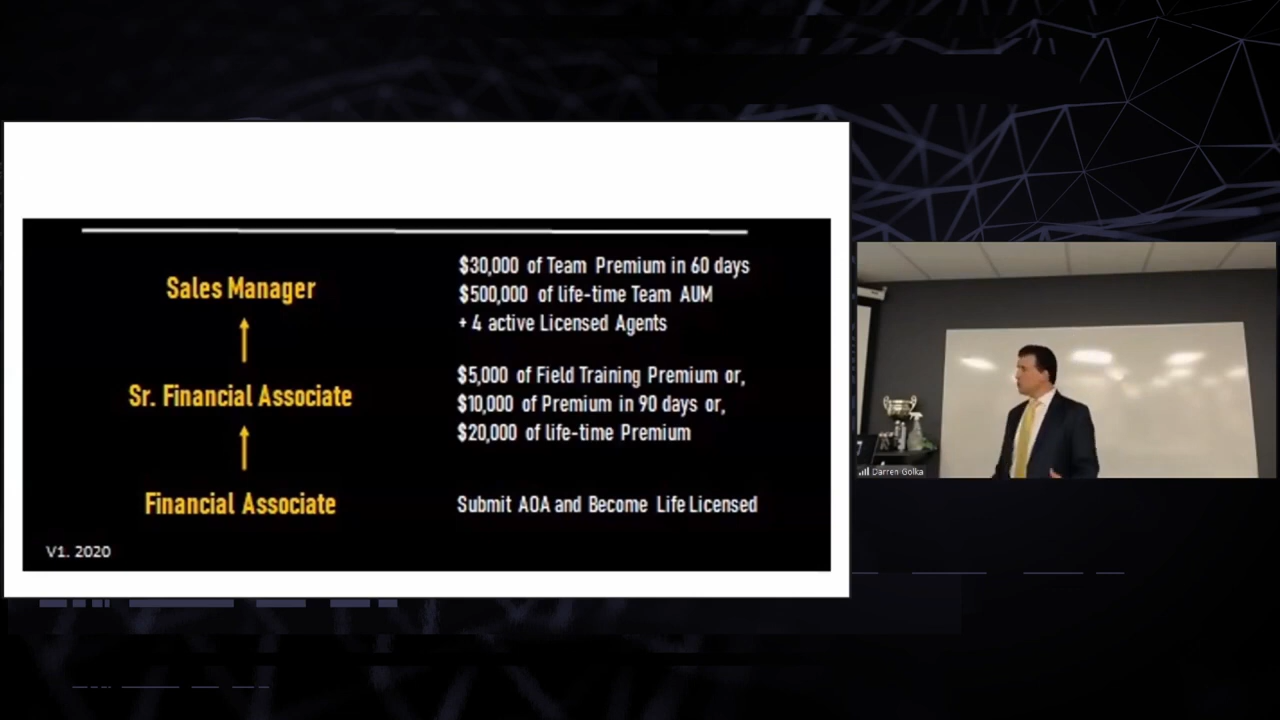 Sales Manager
$30,000 of Team Premium in 60 days
$500,000 of life-time Team AUM
+ 4 active Licensed Agents
Sr. Financial Associate
$5,000 of Field Training Premium or,
$10,000 of Premium in 90 days or,
$20,000 of life-time Premium
Financial Associate
Submit AOA and Become Life Licensed
V1. 2020
Darren Golka